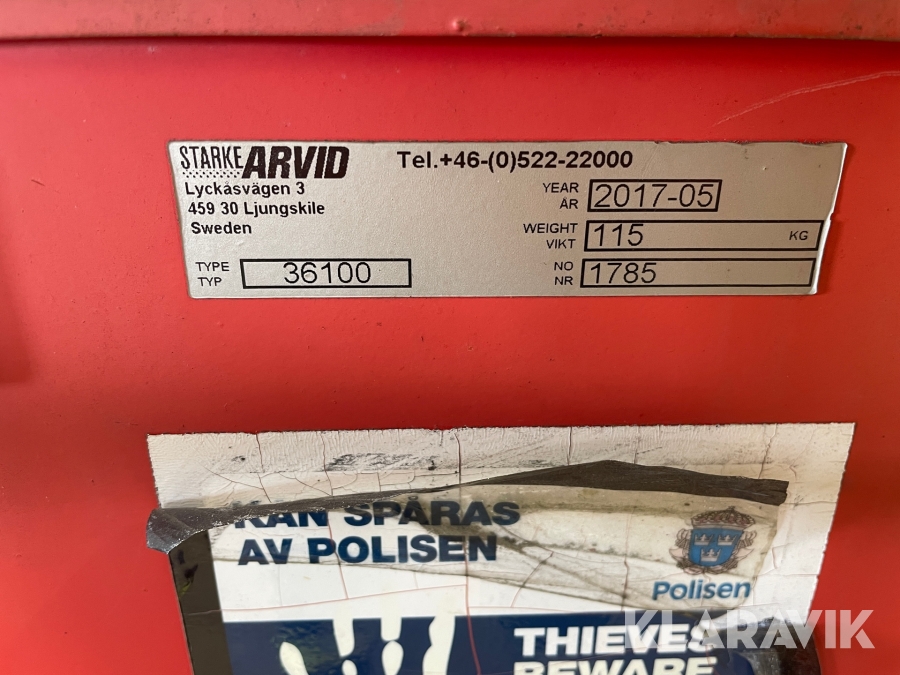 STARKE ARVID
Tel.+46-(0)522-22000
Lyckåsvägen 3
459 30 Ljungskile
Sweden
YEAR
ÅR
2017-05
WEIGHT
VIKT
115
KG
TYPE
TYP
36100
NO
NR
1785
KAN SPÅRAS
AV POLISEN
Polisen
THIEVES
BEWARE
KLARAVIK